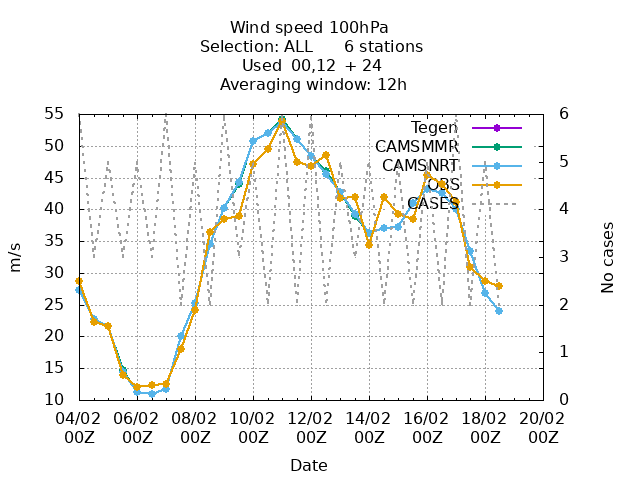 Wind speed 100hPa
Selection: ALL 6 stations
Used 00,12 + 24
Averaging window: 12h
55
50
45
40
35
30
25
20
15
10
6
5
4
3
2
1
0
m/s
No cases
Tegen
CAMSMMR
CAMSNRT
OBS
CASES
04/02 06/02 08/02 10/02 12/02 14/02 16/02 18/02 20/02
00Z 00Z 00Z 00Z 00Z 00Z 00Z 00Z 00Z
Date